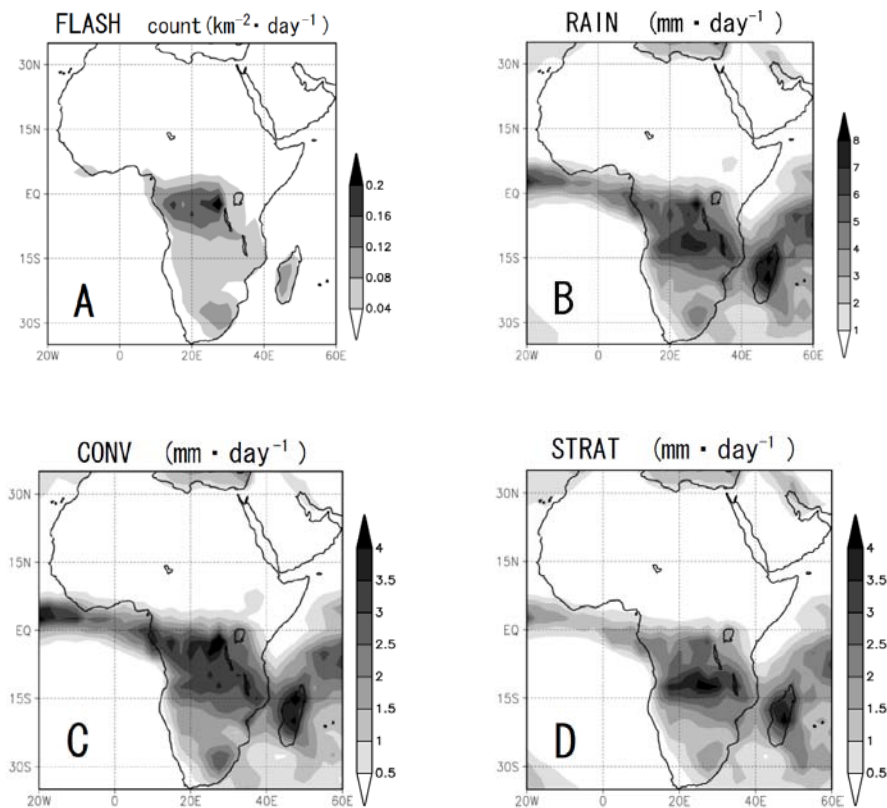 FLASH count(km⁻²・day⁻¹)
30N
15N
EQ
15S
30S
20W 0 20E 40E 60E
0.2
0.16
0.12
0.08
0.04
A
RAIN (mm・day⁻¹)
30N
15N
EQ
15S
30S
20W 0 20E 40E 60E
8
7
6
5
4
3
2
1
B
CONV (mm・day⁻¹)
30N
15N
EQ
15S
30S
20W 0 20E 40E 60E
4
3.5
3
2.5
2
1.5
1
0.5
C
STRAT (mm・day⁻¹)
30N
15N
EQ
15S
30S
20W 0 20E 40E 60E
4
3.5
3
2.5
2
1.5
1
0.5
D